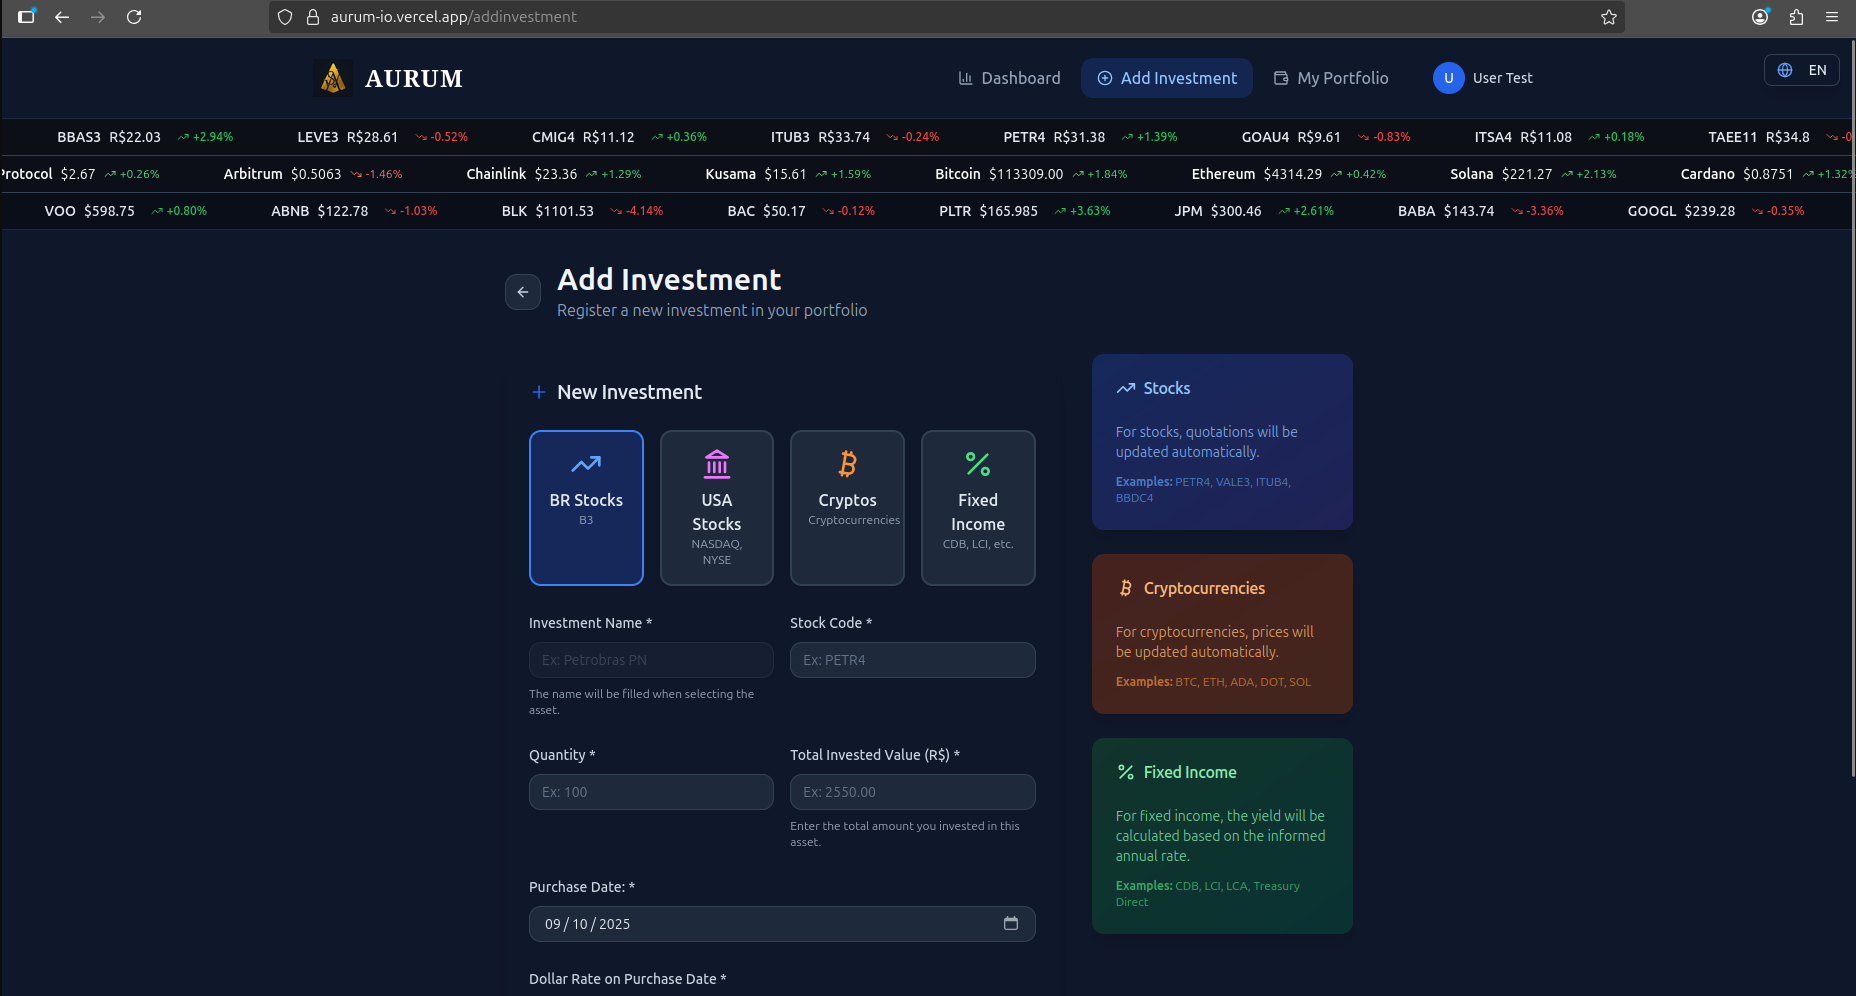 aurum-io.vercel.app/addinvestment
AURUM
Dashboard
Add Investment
My Portfolio
U
User Test
EN
BBAS3 R$22.03 +2.94% LEVE3 R$28.61 -0.52% CMIG4 R$11.12 +0.36% ITUB3 R$33.74 -0.24% PETR4 R$31.38 +1.39% GOAU4 R$9.61 -0.83% ITSA4 R$11.08 +0.18% TAEE11 R$34.8 -0
Protocol $2.67 +0.26% Arbitrum $0.5063 -1.46% Chainlink $23.36 +1.29% Kusama $15.61 +1.59% Bitcoin $113309.00 +1.84% Ethereum $4314.29 +0.42% Solana $221.27 +2.13% Cardano $0.8751 +1.32%
VOO $598.75 +0.80% ABNB $122.78 -1.03% BLK $1101.53 -4.14% BAC $50.17 -0.12% PLTR $165.985 +3.63% JPM $300.46 +2.61% BABA $143.74 -3.36% GOOGL $239.28 -0.35%
Add Investment
Register a new investment in your portfolio
New Investment
BR Stocks
B3
USA
Stocks
NASDAQ,
NYSE
Cryptos
Cryptocurrencies
Fixed
Income
CDB, LCI, etc.
Investment Name *
Ex: Petrobras PN
The name will be filled when selecting the
asset.
Stock Code *
Ex: PETR4
Quantity *
Ex: 100
Total Invested Value (R$) *
Ex: 2550.00
Enter the total amount you invested in this
asset.
Purchase Date: *
09 / 10 / 2025
Dollar Rate on Purchase Date *
Stocks
For stocks, quotations will be
updated automatically.
Examples: PETR4, VALE3, ITUB4,
BBDC4
Cryptocurrencies
For cryptocurrencies, prices will
be updated automatically.
Examples: BTC, ETH, ADA, DOT, SOL
Fixed Income
For fixed income, the yield will be
calculated based on the informed
annual rate.
Examples: CDB, LCI, LCA, Treasury
Direct